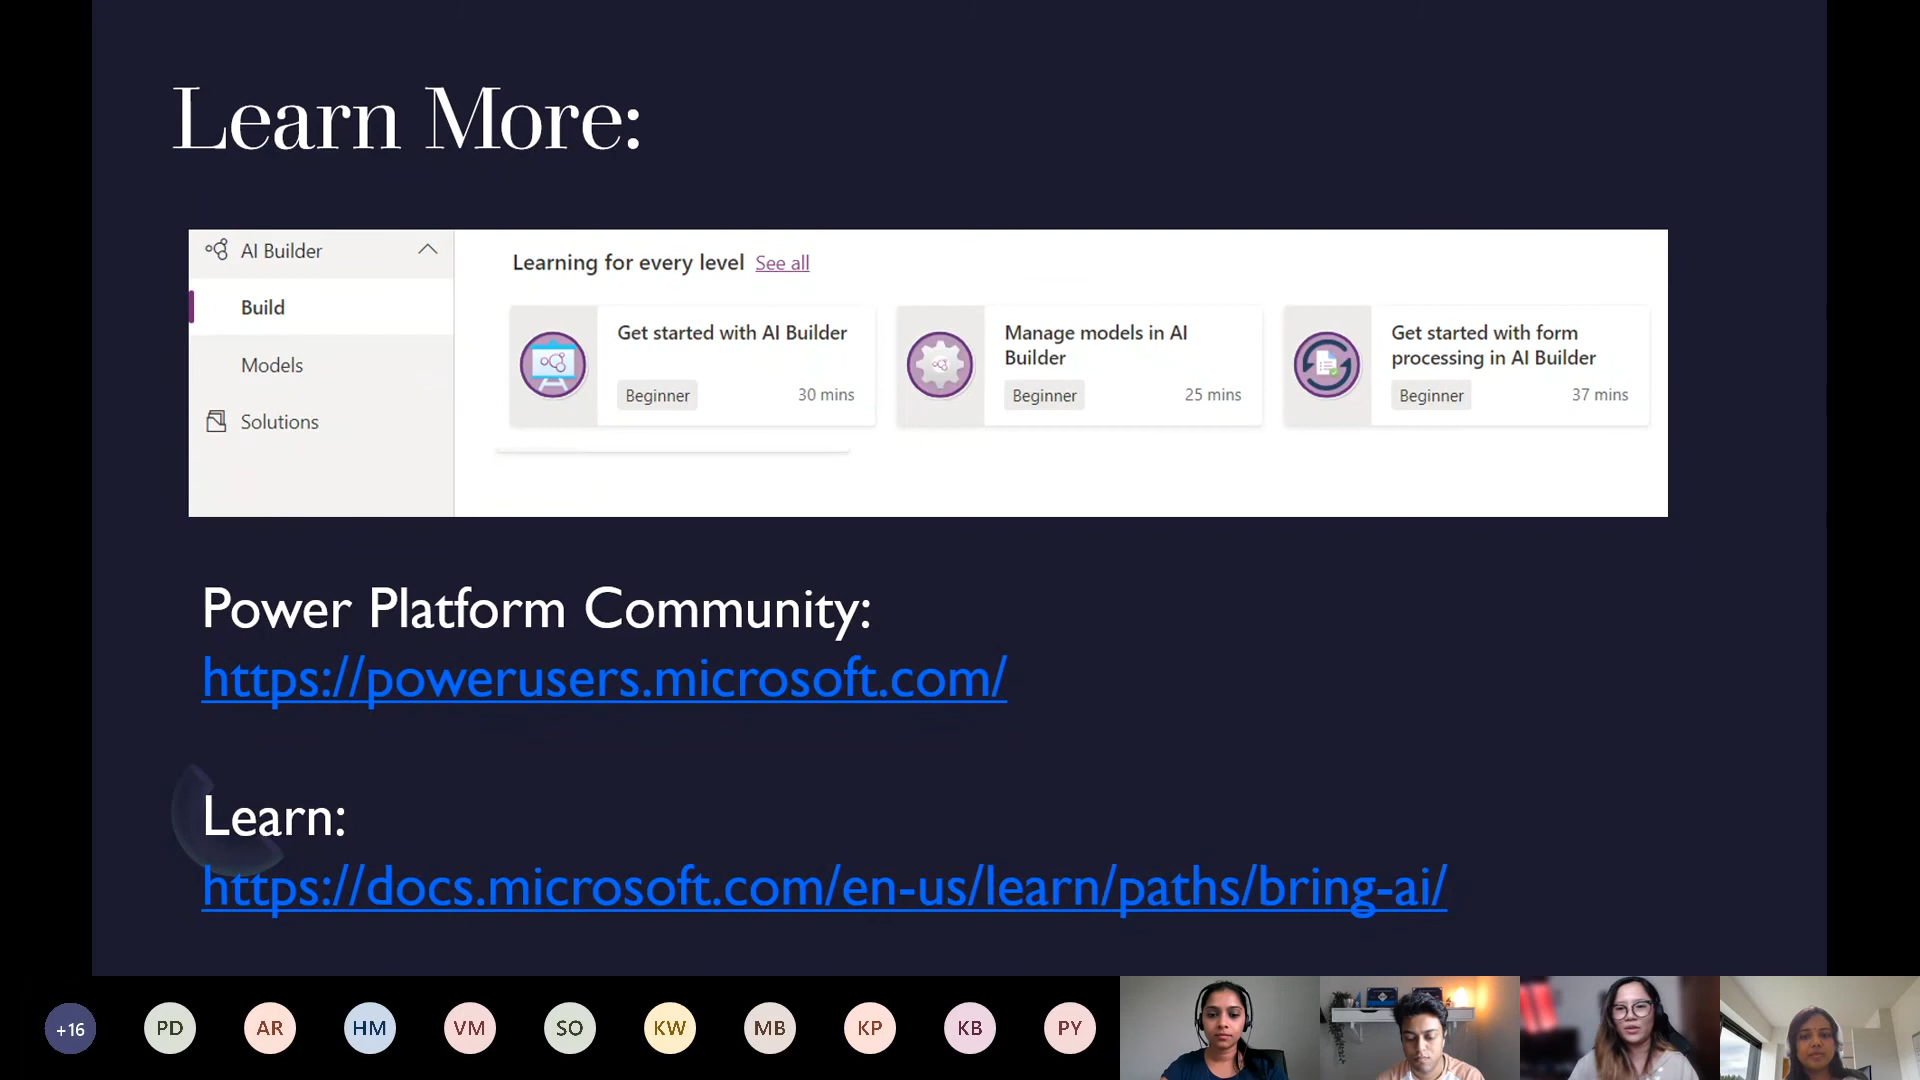 Learn More:
AI Builder
Build
Models
Solutions
Learning for every level See all
Get started with AI Builder
Beginner 30 mins
Manage models in AI
Builder
Beginner 25 mins
Get started with form
processing in AI Builder
Beginner 37 mins
Power Platform Community:
https://powerusers.microsoft.com/
Learn:
https://docs.microsoft.com/en-us/learn/paths/bring-ai/
+16 PD AR HM VM SO KW MB KP KB PY